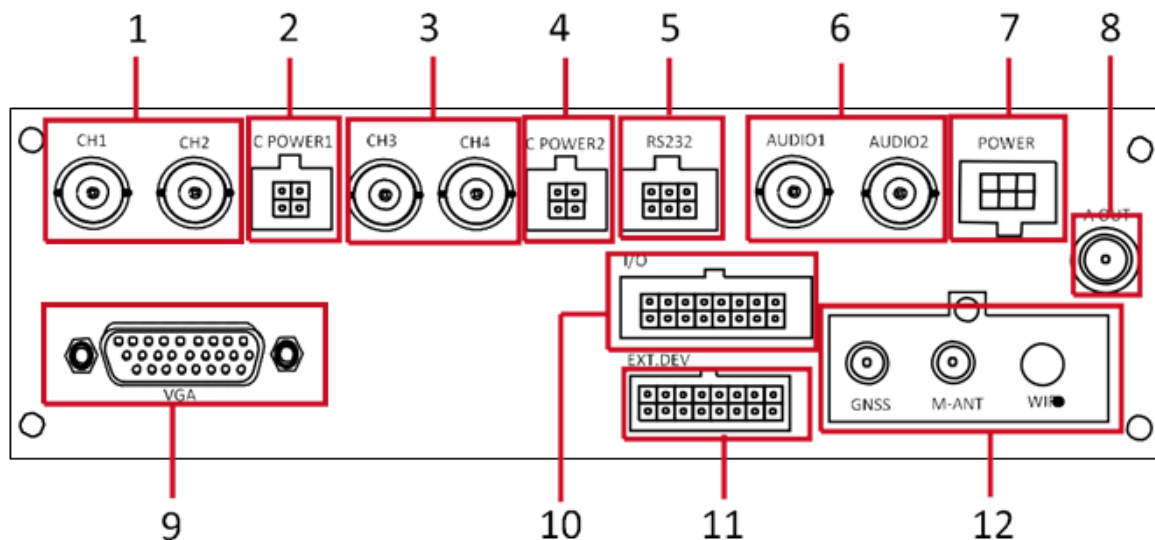 1 2 3 4 5 6 7 8
CH1 CH2 C POWER1 CH3 CH4 C POWER2 RS232 AUDIO1 AUDIO2 POWER
A OUT
I/O
EXT.DEV
VGA
GNSS M-ANT
9 10 11 12